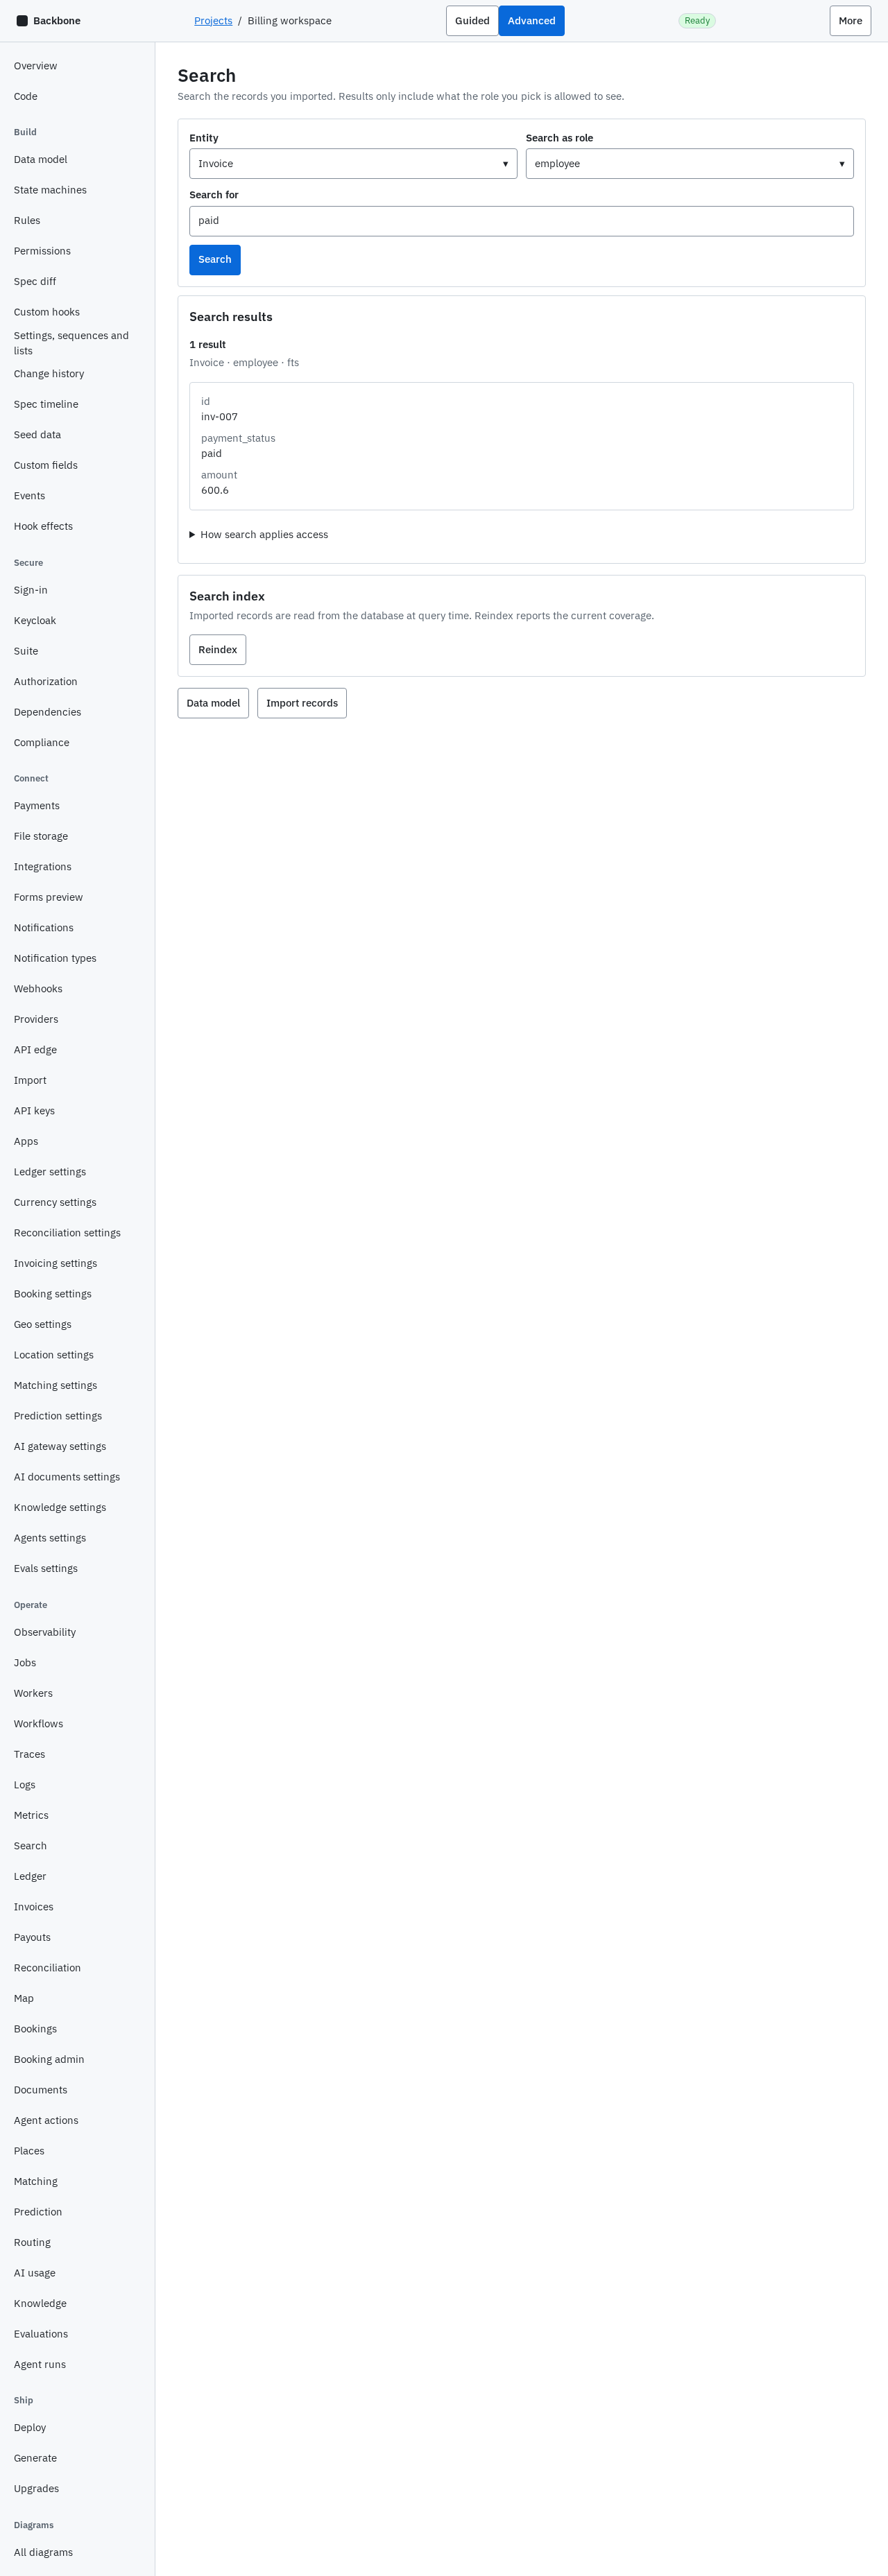 Backbone
Projects / Billing workspace
Guided
Advanced
Ready
More
Overview
Code
Build
Data model
State machines
Rules
Permissions
Spec diff
Custom hooks
Settings, sequences and
lists
Change history
Spec timeline
Seed data
Custom fields
Events
Hook effects
Secure
Sign-in
Keycloak
Suite
Authorization
Dependencies
Compliance
Connect
Payments
File storage
Integrations
Forms preview
Notifications
Notification types
Webhooks
Providers
API edge
Import
API keys
Apps
Ledger settings
Currency settings
Reconciliation settings
Invoicing settings
Booking settings
Geo settings
Location settings
Matching settings
Prediction settings
AI gateway settings
AI documents settings
Knowledge settings
Agents settings
Evals settings
Operate
Observability
Jobs
Workers
Workflows
Traces
Logs
Metrics
Search
Ledger
Invoices
Payouts
Reconciliation
Map
Bookings
Booking admin
Documents
Agent actions
Places
Matching
Prediction
Routing
AI usage
Knowledge
Evaluations
Agent runs
Ship
Deploy
Generate
Upgrades
Diagrams
All diagrams
Search
Search the records you imported. Results only include what the role you pick is allowed to see.
Entity
Invoice
Search as role
employee
Search for
paid
Search
Search results
1 result
Invoice · employee · fts
id
inv-007
payment_status
paid
amount
600.6
How search applies access
Search index
Imported records are read from the database at query time. Reindex reports the current coverage.
Reindex
Data model
Import records